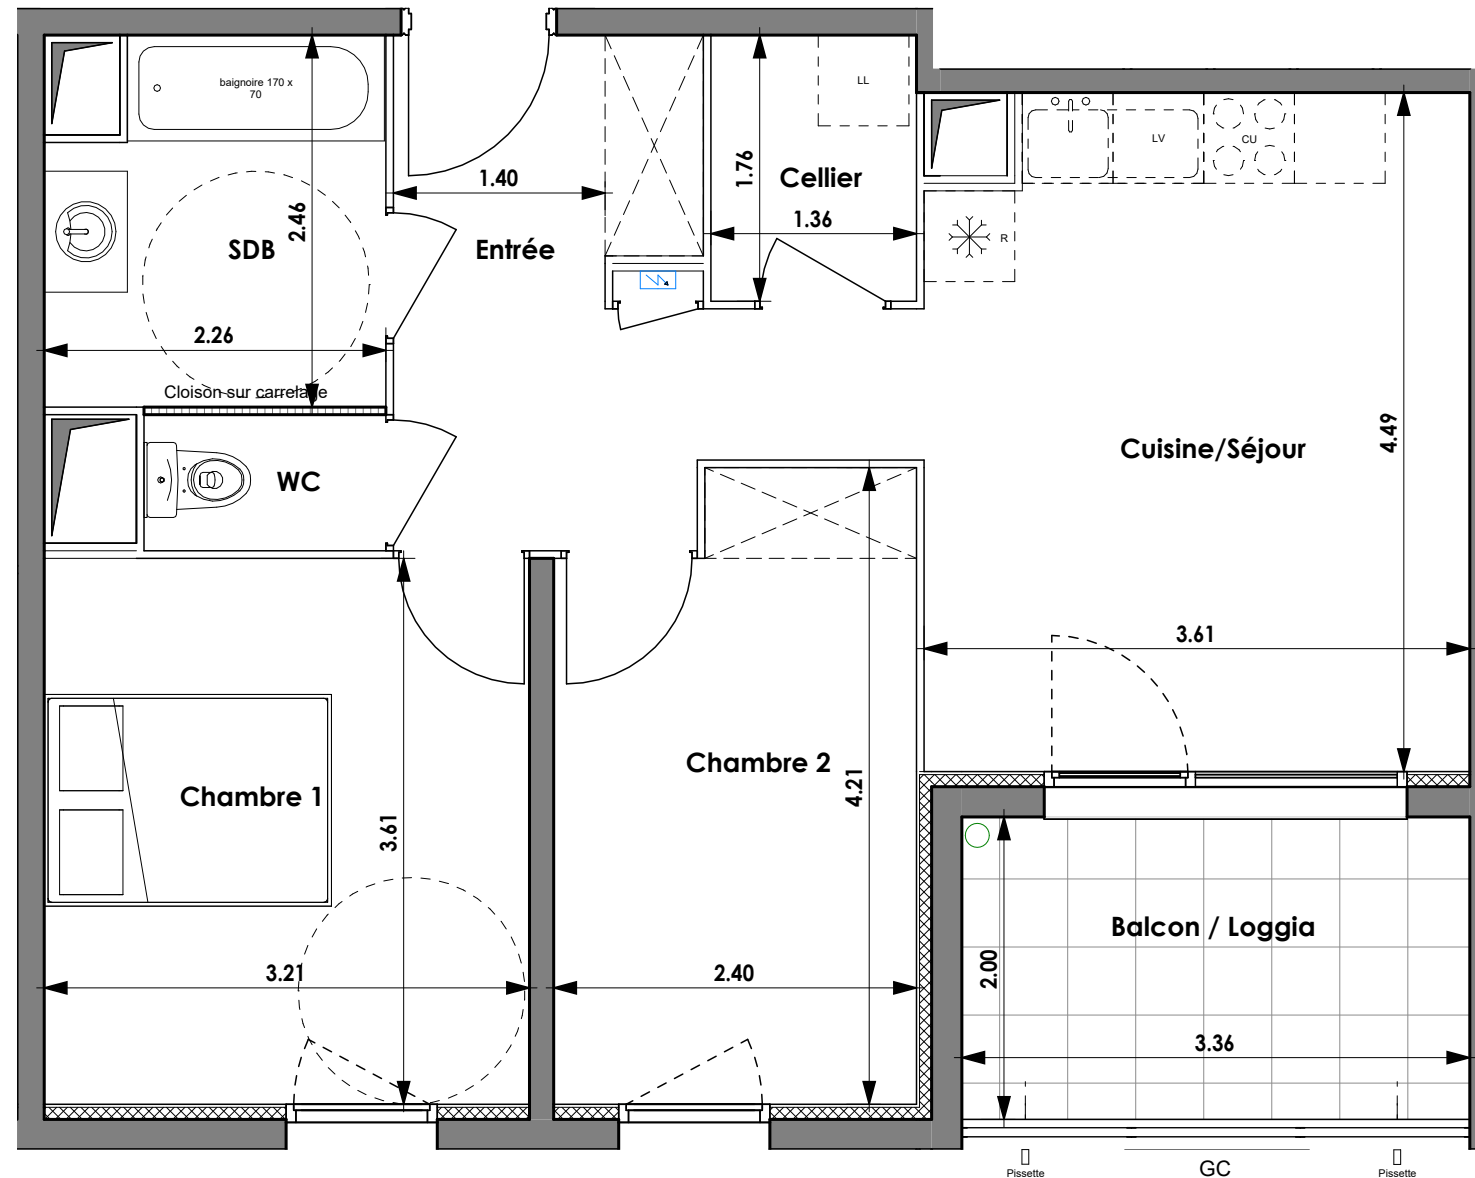 baignoire 170 x
70
LL
LV
CU
1.40
1.76
Cellier
1.36
2.46
SDB
Entrée
R
2.26
Cloison sur carrelage
WC
Cuisine/Séjour
4.49
3.61
Chambre 1
3.61
Chambre 2
4.21
Balcon / Loggia
3.21
2.40
2.00
3.36
Pissette
GC
Pissette